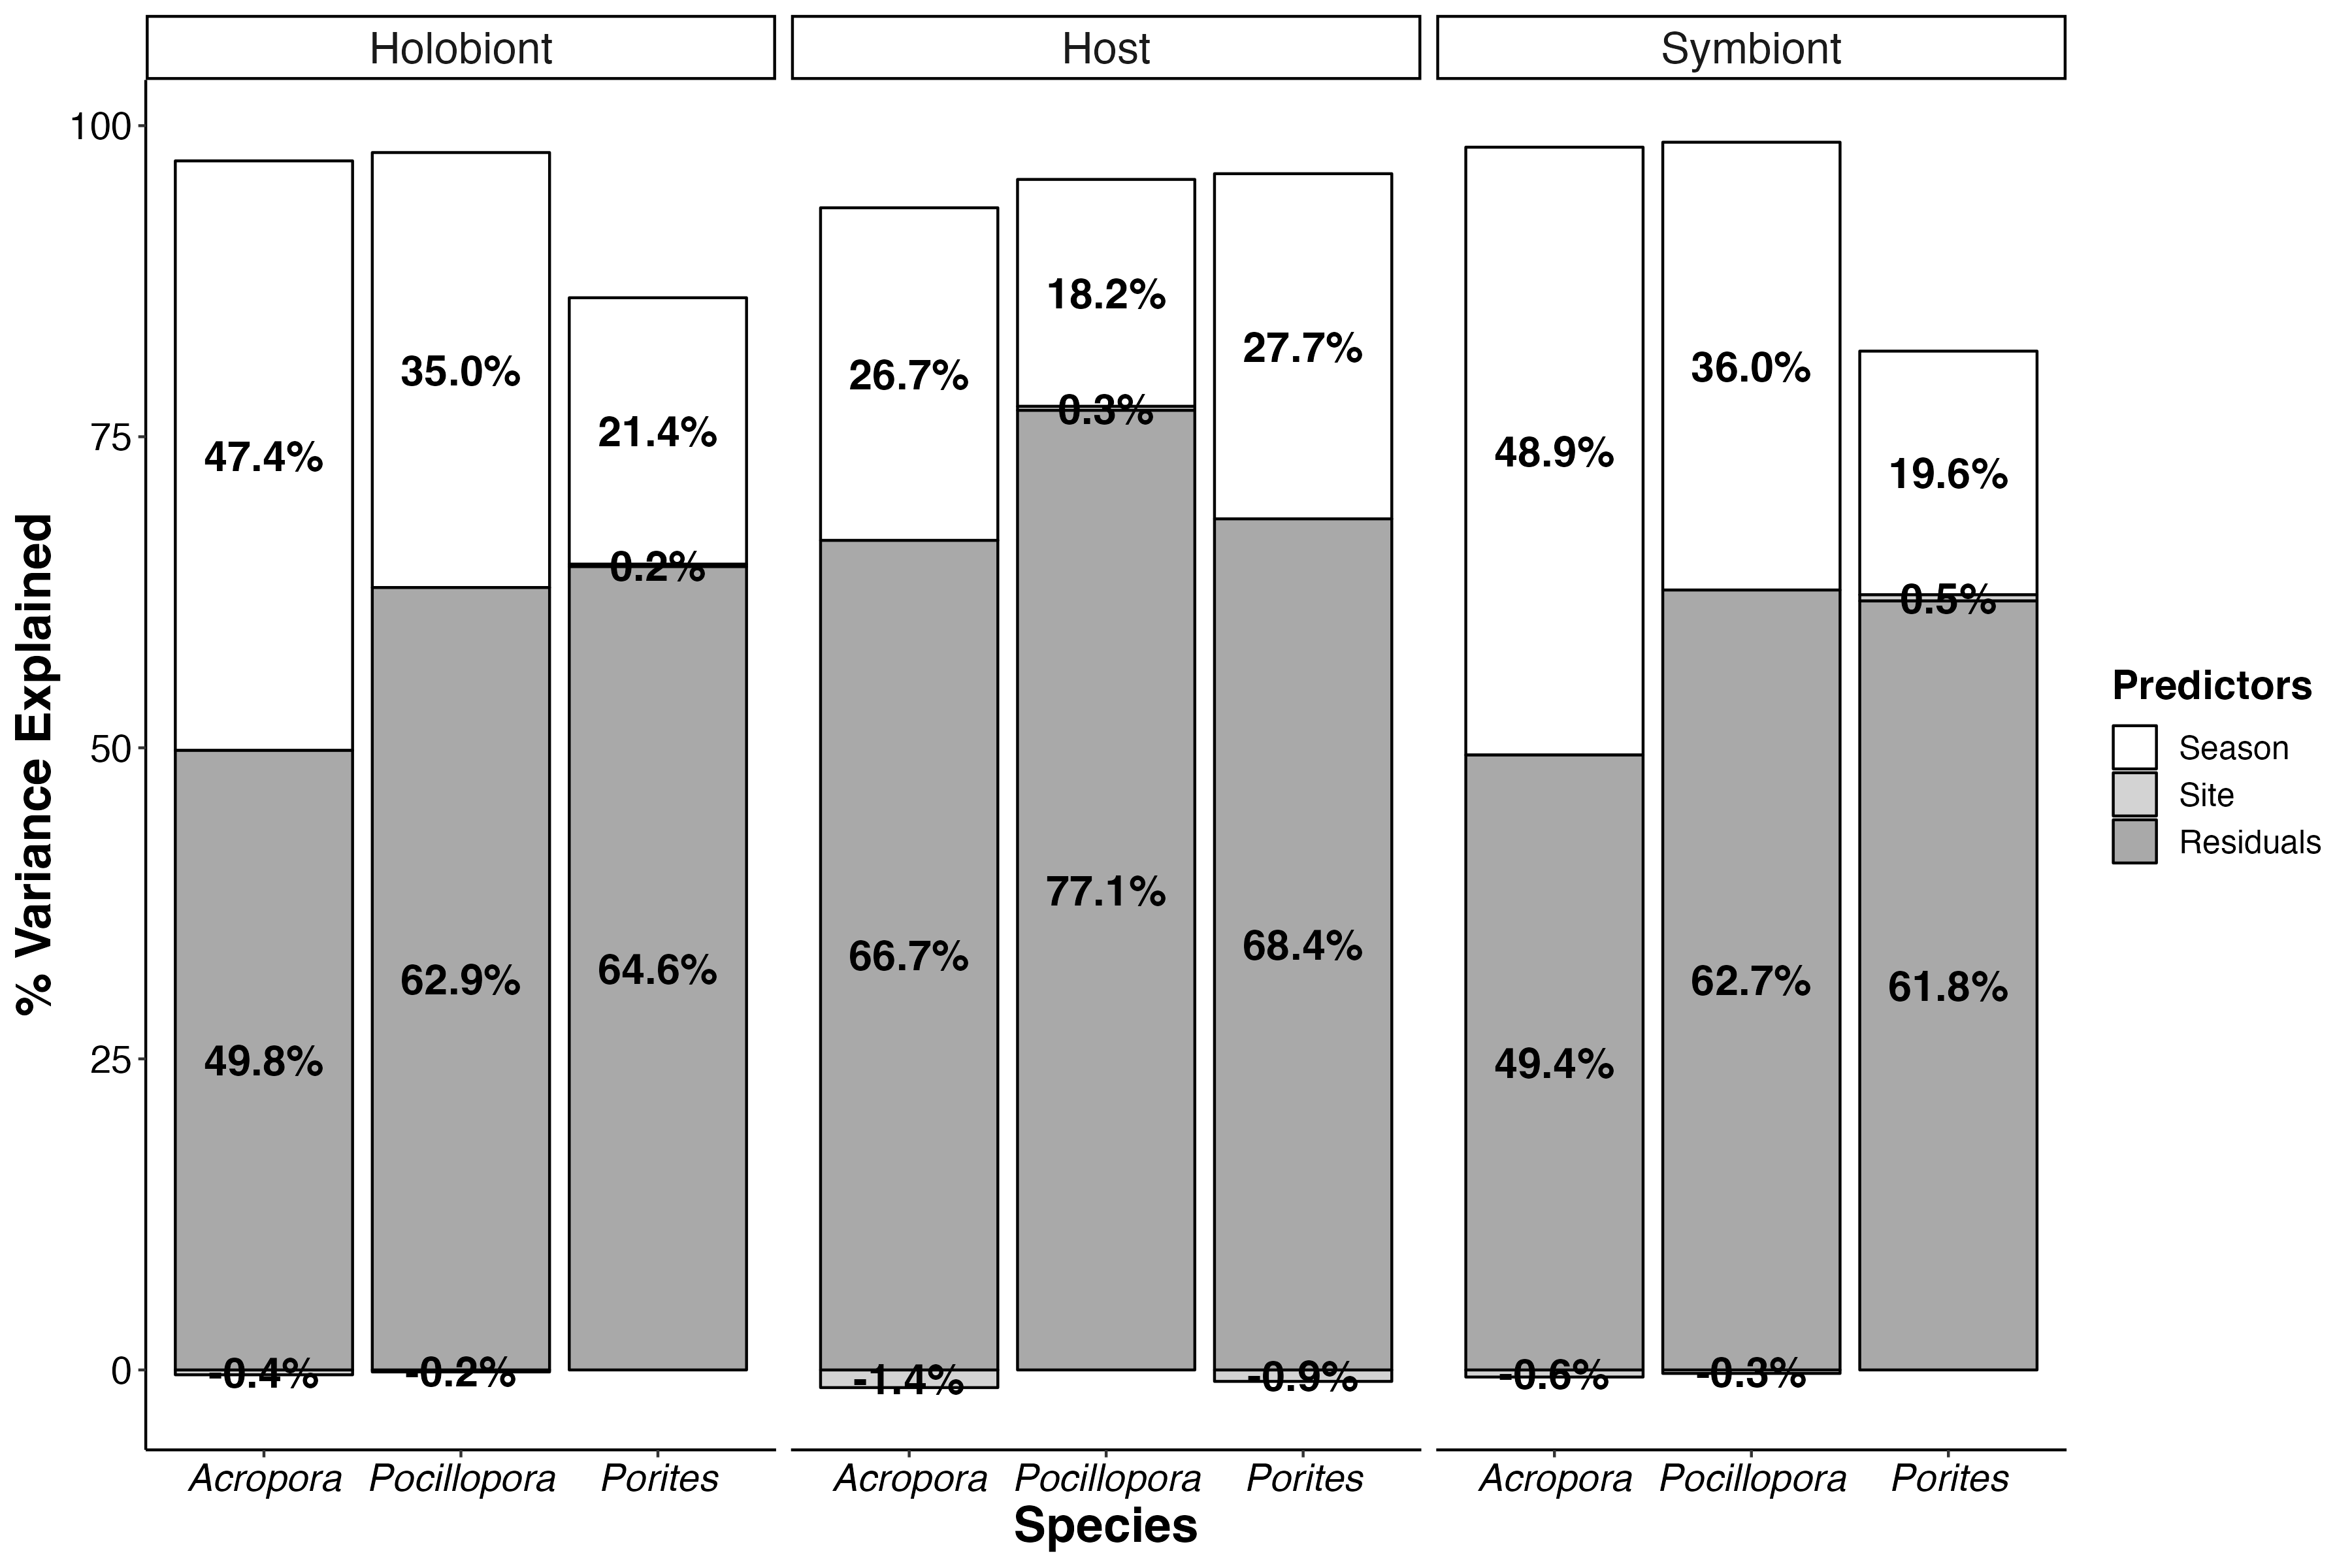 Holobiont
Host
Symbiont
% Variance Explained
100
75
50
25
0
47.4%
49.8%
-0.4%
35.0%
62.9%
-0.2%
21.4%
0.2%
64.6%
26.7%
66.7%
-1.4%
18.2%
0.3%
77.1%
27.7%
68.4%
-0.9%
48.9%
49.4%
-0.6%
36.0%
62.7%
-0.3%
19.6%
0.5%
61.8%
Acropora Pocillopora Porites
Acropora Pocillopora Porites
Acropora Pocillopora Porites
Species
Predictors
Season
Site
Residuals